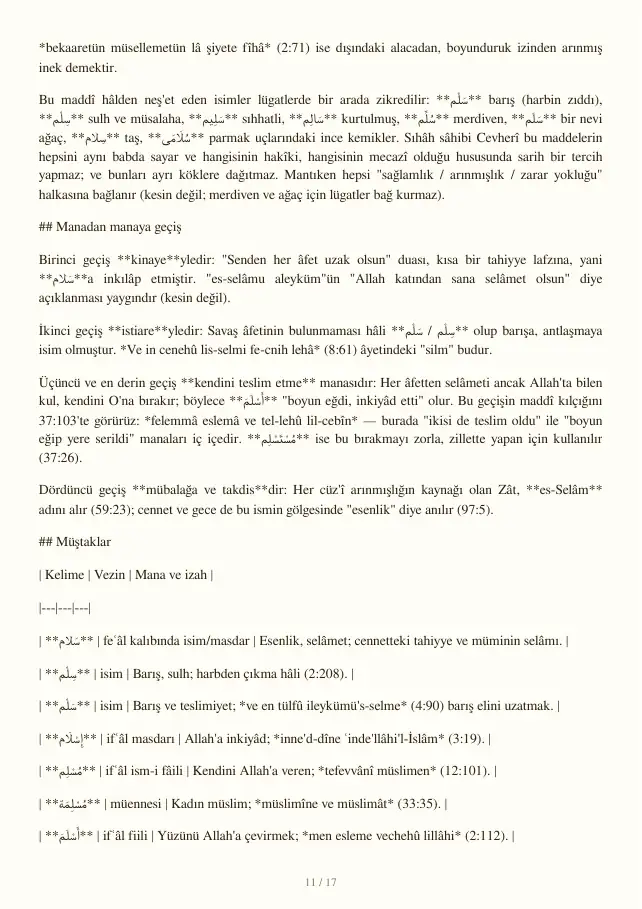 *bekaaretün müsellemetün lâ şiyete fîhâ* (2:71) ise dışındaki alacadan, boyunduruk izinden arınmış
inek demektir.
Bu maddî hâlden neş'et eden isimler lügatlerde bir arada zikredilir: **سَلْم** barış (harbin zıddı),
**سِلْم** sulh ve müsalaha, **سَلِيم** sıhhatli, **سَالِم** kurtulmuş, **سُلَّم** merdiven, **سَلَم** bir nevi
ağaç, **سِلام** taş, **سُلَامَى** parmak uçlarındaki ince kemikler. Sıhâh sâhibi Cevherî bu maddelerin
hepsini aynı babda sayar ve hangisinin hakîki, hangisinin mecazî olduğu hususunda sarih bir tercih
yapmaz; ve bunları ayrı köklere dağıtmaz. Mantıken hepsi "sağlamlık / arınmışlık / zarar yokluğu"
halkasına bağlanır (kesin değil; merdiven ve ağaç için lügatler bağ kurmaz).
## Manadan manaya geçiş
Birinci geçiş **kinaye**yledir: "Senden her âfet uzak olsun" duası, kısa bir tahiyye lafzına, yani
**سَلام**a inkılâp etmiştir. "es-selâmu aleyküm"ün "Allah katından sana selâmet olsun" diye
açıklanması yaygındır (kesin değil).
İkinci geçiş **istiare**yledir: Savaş âfetinin bulunmaması hâli **سِلْم / سَلْم** olup barışa, antlaşmaya
isim olmuştur. *Ve in cenehû lis-selmi fe-cnih lehâ* (8:61) âyetindeki "silm" budur.
Üçüncü ve en derin geçiş **kendini teslim etme** manasıdır: Her âfetten selâmeti ancak Allah'ta bilen
kul, kendini O'na bırakır; böylece **أَسْلَمَ** "boyun eğdi, inkiyâd etti" olur. Bu geçişin maddî kılçığını
37:103'te görürüz: *felemmâ eslemâ ve tel-lehû lil-cebîn* — burada "ikisi de teslim oldu" ile "boyun
eğip yere serildi" manaları iç içedir. **مُسْتَسْلِم** ise bu bırakmayı zorla, zillette yapan için kullanılır
(37:26).
Dördüncü geçiş **mübalağa ve takdis**dir: Her cüz'î arınmışlığın kaynağı olan Zât, **es-Selâm**
adını alır (59:23); cennet ve gece de bu ismin gölgesinde "esenlik" diye anılır (97:5).
## Müştaklar
| Kelime | Vezin | Mana ve izah |
|---|---|---|
| **سَلام** | feʿâl kalıbında isim/masdar | Esenlik, selâmet; cennetteki tahiyye ve müminin selâmı. |
| **سِلْم** | isim | Barış, sulh; harbden çıkma hâli (2:208). |
| **سَلْم** | isim | Barış ve teslimiyet; *ve en tülfû ileykümü's-selme* (4:90) barış elini uzatmak. |
| **إِسْلَام** | ifʿâl masdarı | Allah'a inkiyâd; *inne'd-dîne ʿinde'llâhi'l-İslâm* (3:19). |
| **مُسْلِم** | ifʿâl ism-i fâili | Kendini Allah'a veren; *tefevvânî müslimen* (12:101). |
| **مُسْلِمَة** | müennesi | Kadın müslim; *müslimîne ve müslimât* (33:35). |
| **أَسْلَمَ** | ifʿâl fiili | Yüzünü Allah'a çevirmek; *men esleme vechehû lillâhi* (2:112). |
11 / 17